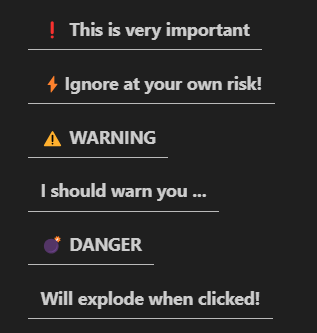 ❗ This is very important
⚡Ignore at your own risk!
⚠️ WARNING
I should warn you ...
💣 DANGER
Will explode when clicked!